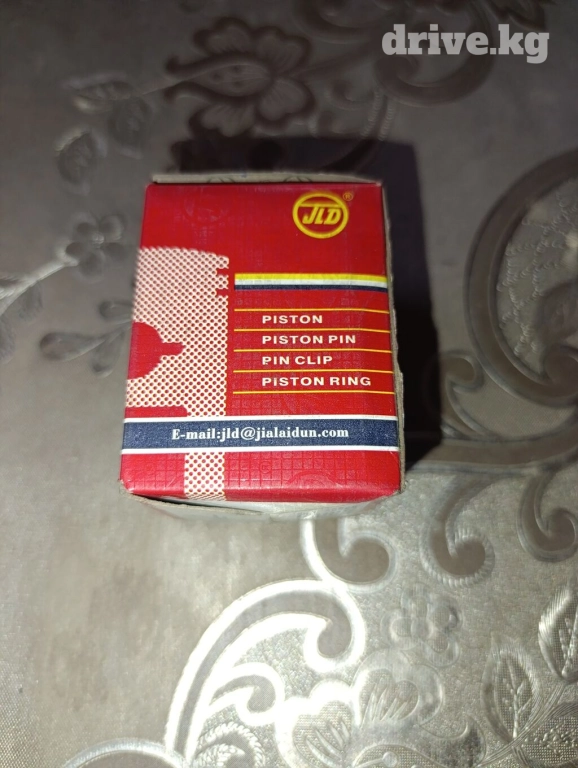 drive.kg
JLD
®
PISTON
PISTON PIN
PIN CLIP
PISTON RING
E-mail:jld@jialaidun.com